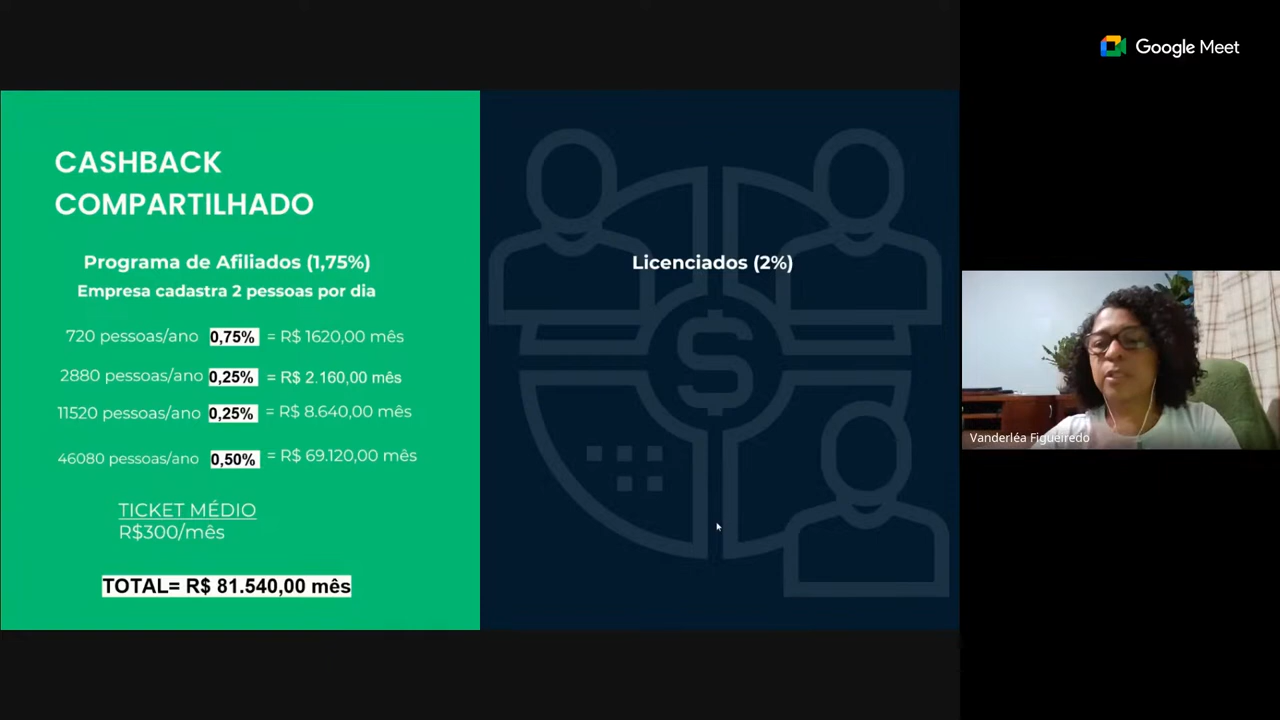 CASHBACK
COMPARTILHADO
Programa de Afiliados (1,75%)
Empresa cadastra 2 pessoas por dia
720 pessoas/ano 0,75% = R$ 1620,00 mês
2880 pessoas/ano 0,25% = R$ 2.160,00 mês
11520 pessoas/ano 0,25% = R$ 8.640,00 mês
46080 pessoas/ano 0,50% = R$ 69.120,00 mês
TICKET MÉDIO
R$300/mês
TOTAL= R$ 81.540,00 mês
Licenciados (2%)
$
Google Meet
Vanderléa Figueiredo